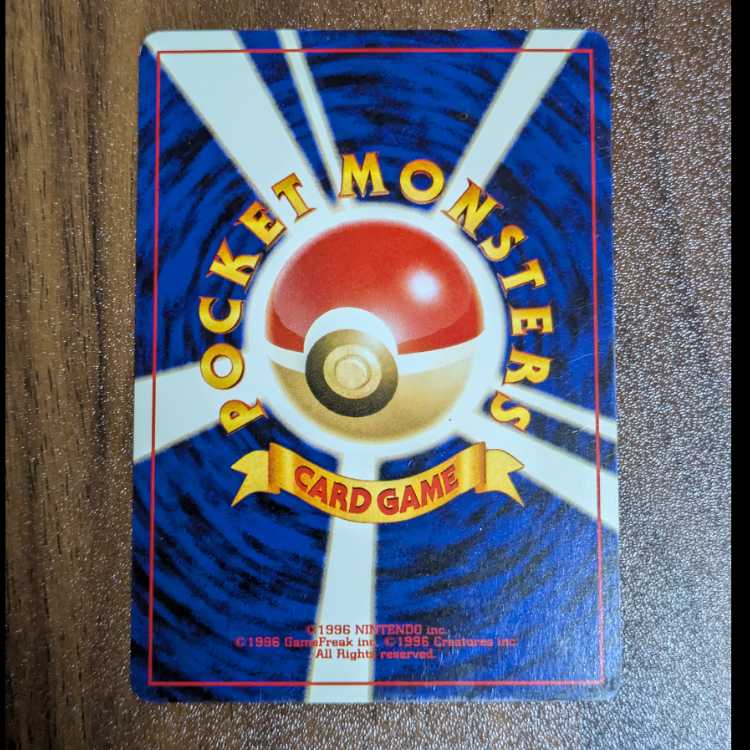 POCKET MONSTERS
CARD GAME
©1996 NINTENDO inc.
©1996 GameFreak inc. ©1996 Creatures inc.
All Rights reserved.